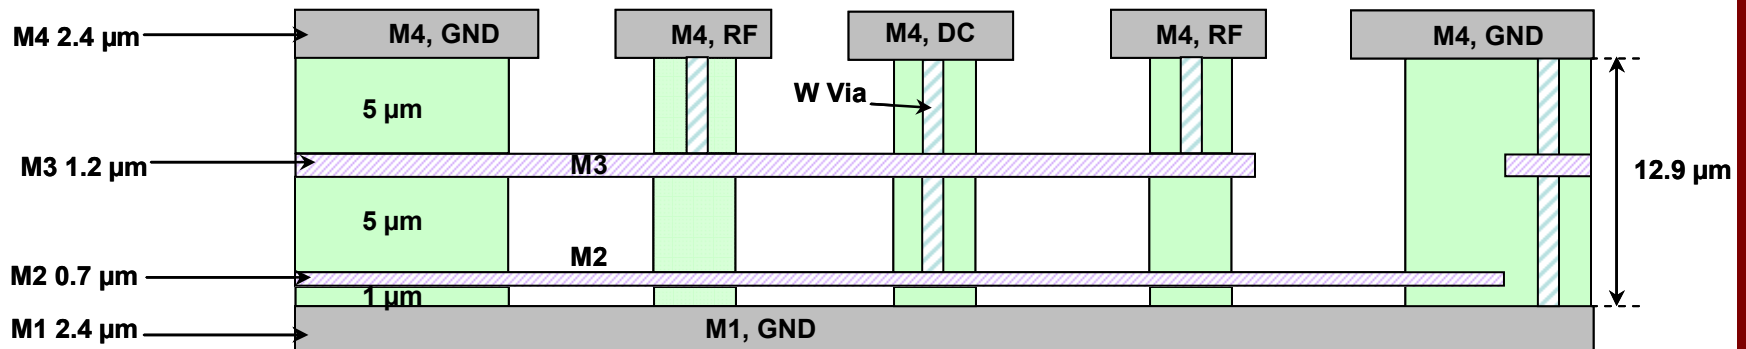 M4 2.4 µm
M4, GND
M4, RF
M4, DC
M4, RF
M4, GND
W Via
5 µm
M3 1.2 µm
M3
12.9 µm
5 µm
M2
M2 0.7 µm
1 µm
M1 2.4 µm
M1, GND